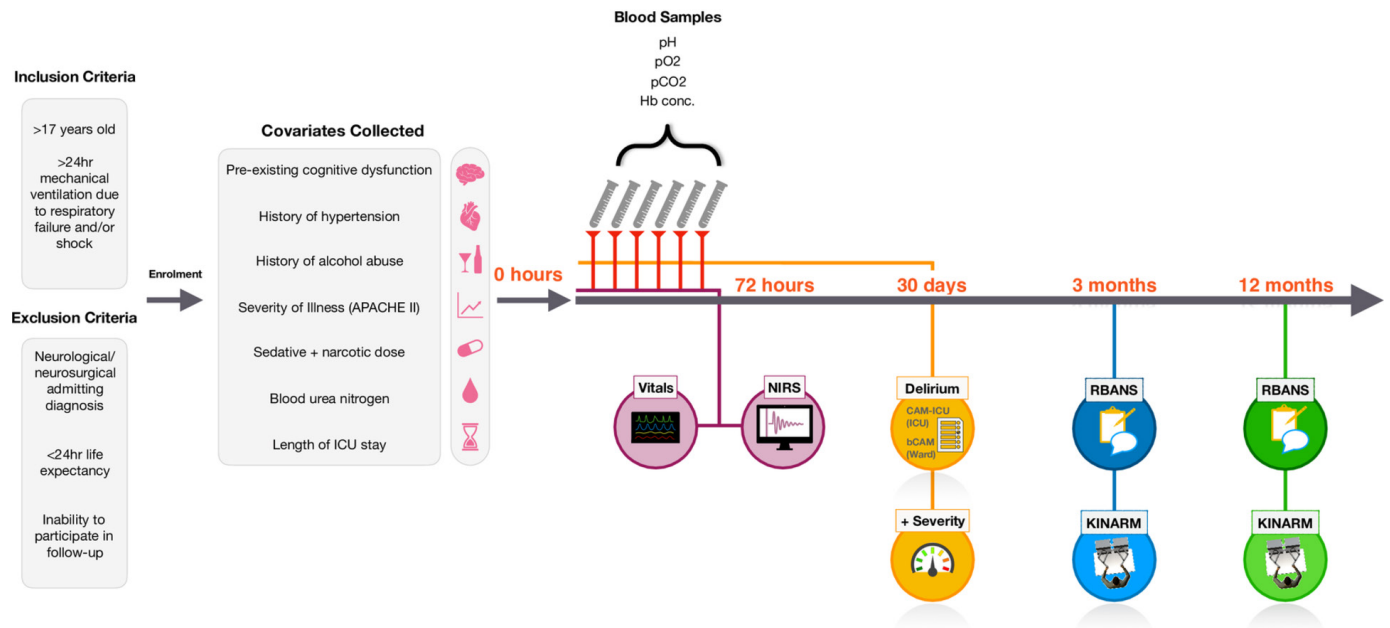 Inclusion Criteria
>17 years old
>24hr
mechanical
ventilation due
to respiratory
failure and/or
shock
Exclusion Criteria
Neurological/
neurosurgical
admitting
diagnosis
<24hr life
expectancy
Inability to
participate in
follow-up
Enrolment
Covariates Collected
Pre-existing cognitive dysfunction
History of hypertension
History of alcohol abuse
Severity of Illness (APACHE II)
Sedative + narcotic dose
Blood urea nitrogen
Length of ICU stay
Blood Samples
pH
pO2
pCO2
Hb conc.
0 hours
72 hours
30 days
3 months
12 months
Vitals
NIRS
Delirium
CAM-ICU
(ICU)
bCAM
(Ward)
+ Severity
RBANS
KINARM
RBANS
KINARM